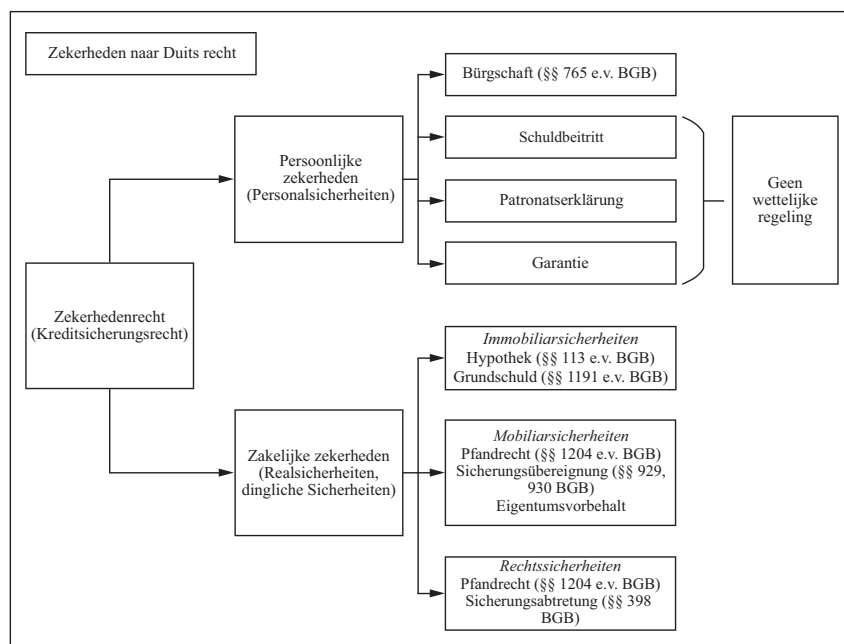 Zekerheden naar Duits recht
Bürgschaft (§§ 765 e.v. BGB)
Persoonlijke
zekerheden
(Personalsicherheiten)
Schuldbeitritt
Patronatserklärung
Garantie
Geen
wettelijke
regeling
Zekerhedenrecht
(Kreditsicherungsrecht)
Immobiliarsicherheiten
Hypothek (§§ 113 e.v. BGB)
Grundschuld (§§ 1191 e.v. BGB)
Zakelijke zekerheden
(Realsicherheiten,
dingliche Sicherheiten)
Mobiliarsicherheiten
Pfandrecht (§§ 1204 e.v. BGB)
Sicherungsübereignung (§§ 929,
930 BGB)
Eigentumsvorbehalt
Rechtssicherheiten
Pfandrecht (§§ 1204 e.v. BGB)
Sicherungsabtretung (§§ 398
BGB)